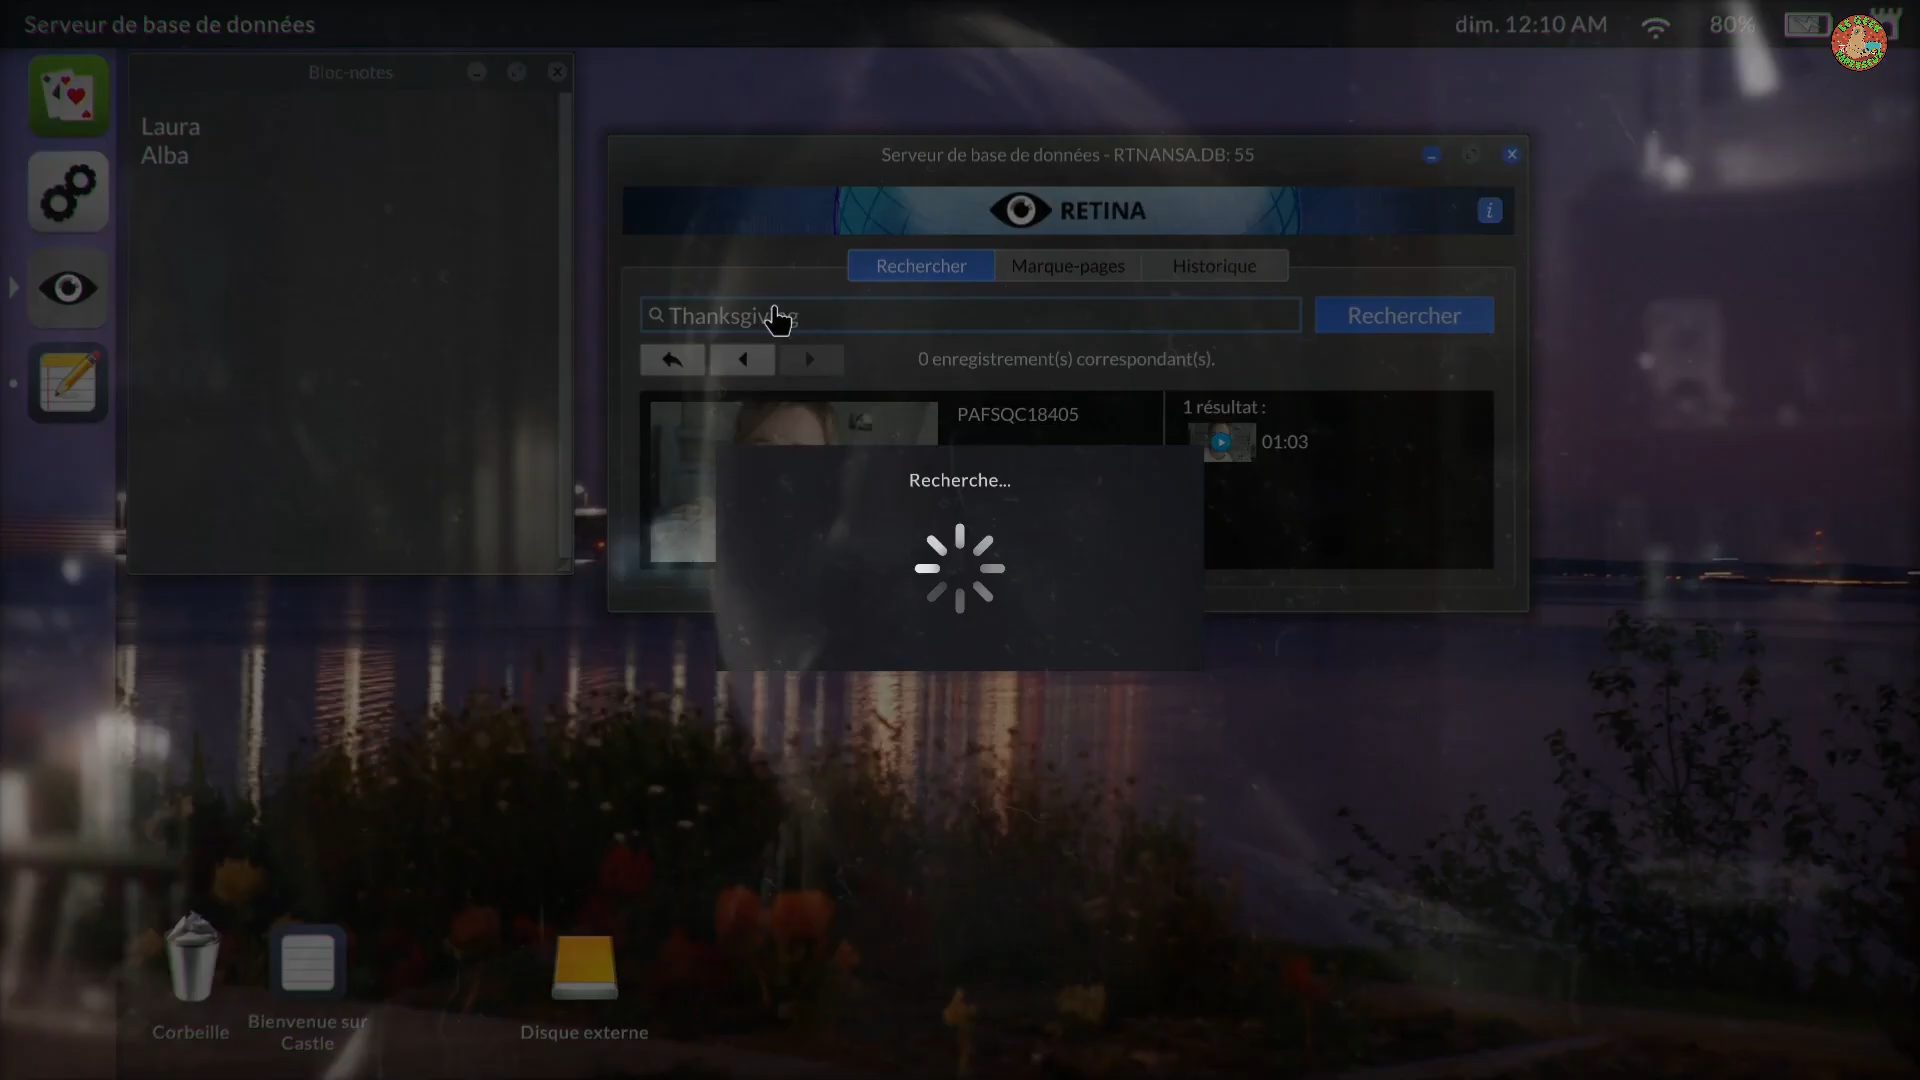 Serveur de base de données
dim. 12:10 AM
80%
Bloc-notes
Laura
Alba
Serveur de base de données - RTNANSA.DB: 55
RETINA
Rechercher
Marque-pages
Historique
Thanksgiving
Rechercher
0 enregistrement(s) correspondant(s).
PAFSQC18405
1 résultat :
01:03
Recherche...
Corbeille
Bienvenue sur
Castle
Disque externe